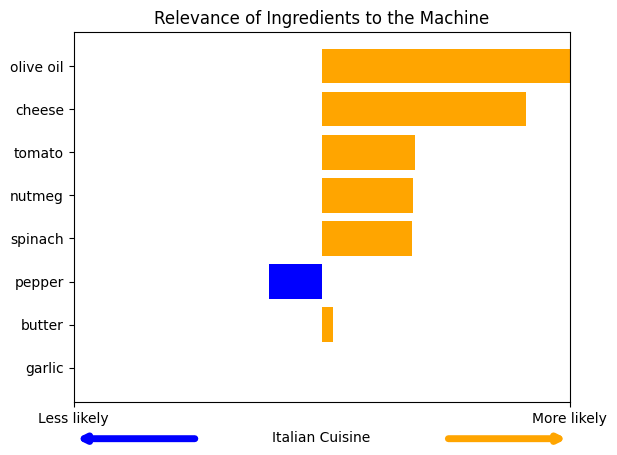 Relevance of Ingredients to the Machine
olive oil
cheese
tomato
nutmeg
spinach
pepper
butter
garlic
Less likely
More likely
Italian Cuisine